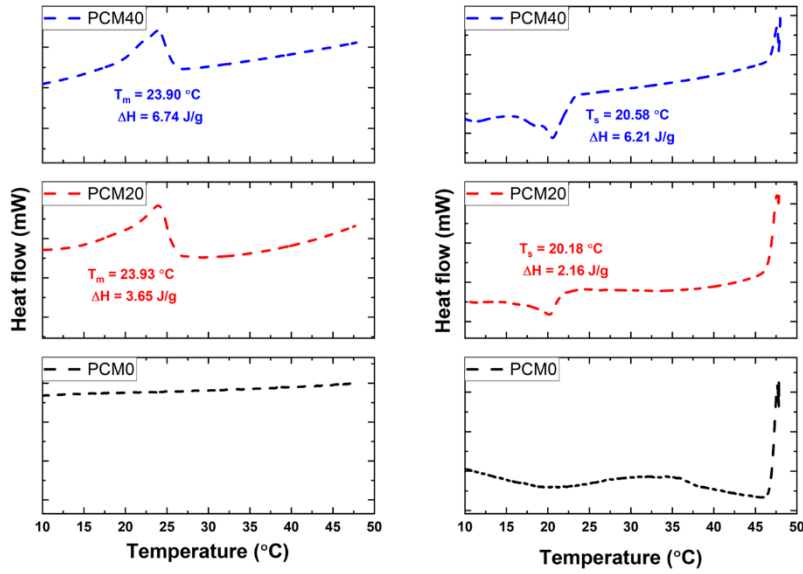 PCM40
T_m = 23.90 °C
ΔH = 6.74 J/g
PCM20
T_m = 23.93 °C
ΔH = 3.65 J/g
PCM0
Heat flow (mW)
10 15 20 25 30 35 40 45 50
Temperature (°C)
PCM40
T_s = 20.58 °C
ΔH = 6.21 J/g
PCM20
T_s = 20.18 °C
ΔH = 2.16 J/g
PCM0
Heat flow (mW)
10 15 20 25 30 35 40 45 50
Temperature (°C)